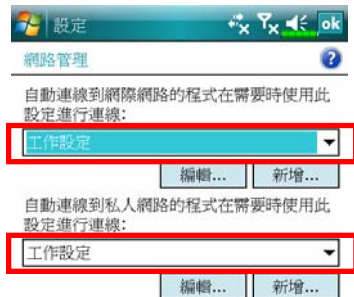 設定
ok
網路管理
自動連線到網際網路的程式在需要時使用此
設定進行連線:
工作設定
編輯... 新增...
自動連線到私人網路的程式在需要時使用此
設定進行連線:
工作設定
編輯... 新增...